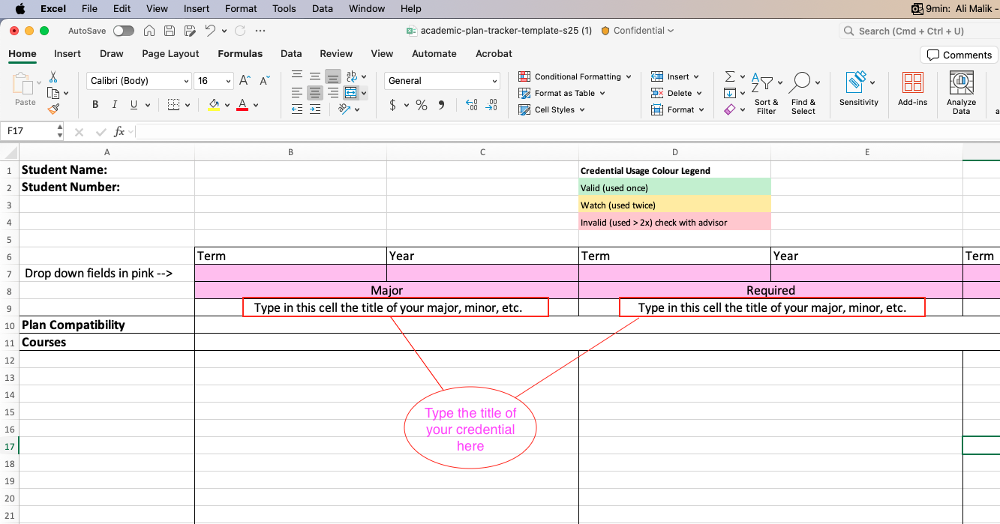 Excel File Edit View Insert Format Tools Data Window Help 9min: Ali Malik -
AutoSave academic-plan-tracker-template-s25 (1) Confidential Search (Cmd + Ctrl + U)
Home Insert Draw Page Layout Formulas Data Review View Automate Acrobat Comments
Paste
Calibri (Body) 16 A A ab General Conditional Formatting Insert Σ A Z
B I U A $ % 9 .00 Format as Table Delete Sort & Filter Find & Select Sensitivity Add-ins Analyze Data
Cell Styles Format
F17 fx
A B C D E
1 Student Name: Credential Usage Colour Legend
2 Student Number: Valid (used once)
3 Watch (used twice)
4 Invalid (used > 2x) check with advisor
5
6 Term Year Term Year Term
7 Drop down fields in pink -->
8 Major Required
9 Type in this cell the title of your major, minor, etc. Type in this cell the title of your major, minor, etc.
10 Plan Compatibility
11 Courses
12
13
14
15 Type the title of
16 your credential
17 here
18
19
20
21